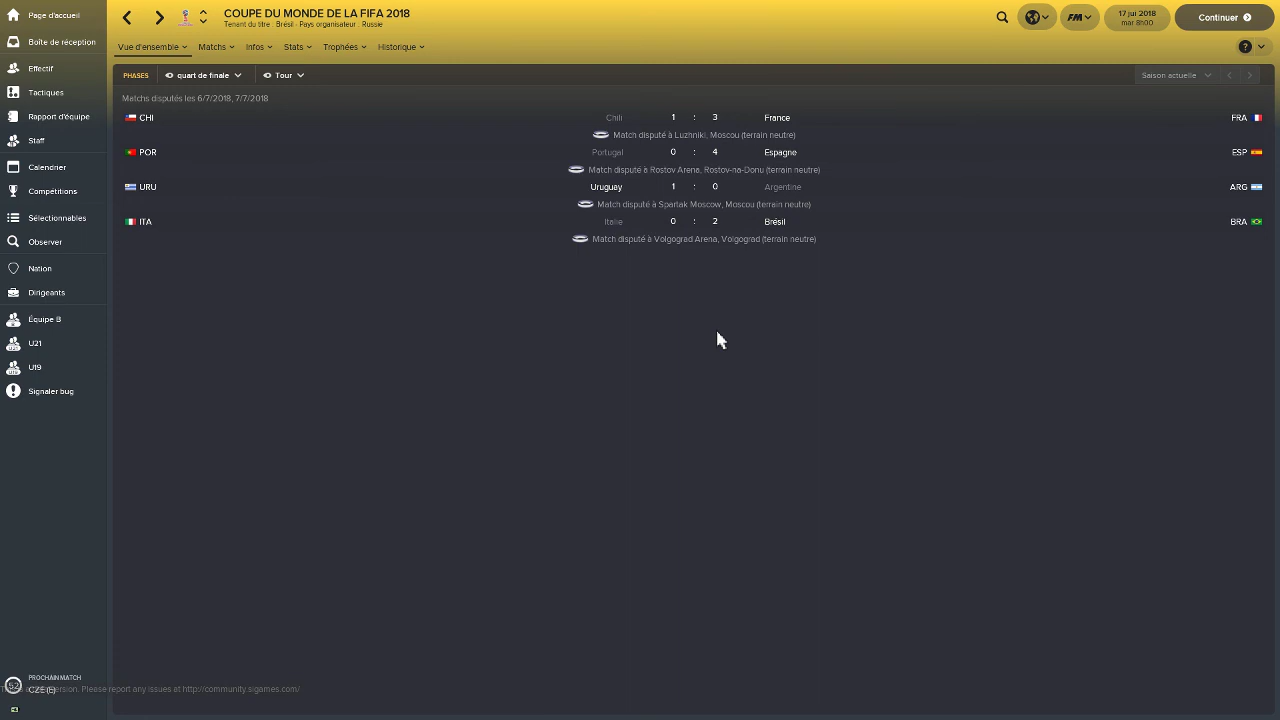 Page d'accueil
COUPE DU MONDE DE LA FIFA 2018
Tenant du titre : Brésil - Pays organisateur : Russie
FM
17 jui 2018
mar 8h00
Continuer
Boîte de réception
Vue d'ensemble
Matchs
Infos
Stats
Trophées
Historique
?
Effectif
PHASES
quart de finale
Tour
Saison actuelle
Tactiques
Matchs disputés les 6/7/2018, 7/7/2018
Rapport d'équipe
CHI Chili 1 : 3 France FRA
Match disputé à Luzhniki, Moscou (terrain neutre)
Staff
POR Portugal 0 : 4 Espagne ESP
Calendrier
Match disputé à Rostov Arena, Rostov-na-Donu (terrain neutre)
Compétitions
URU Uruguay 1 : 0 Argentine ARG
Match disputé à Spartak Moscow, Moscou (terrain neutre)
Sélectionnables
ITA Italie 0 : 2 Brésil BRA
Observer
Match disputé à Volgograd Arena, Volgograd (terrain neutre)
Nation
Dirigeants
Équipe B
U21
U19
Signaler bug
PROCHAIN MATCH
CZE (E)
version. Please report any issues at http://community.sigames.com/